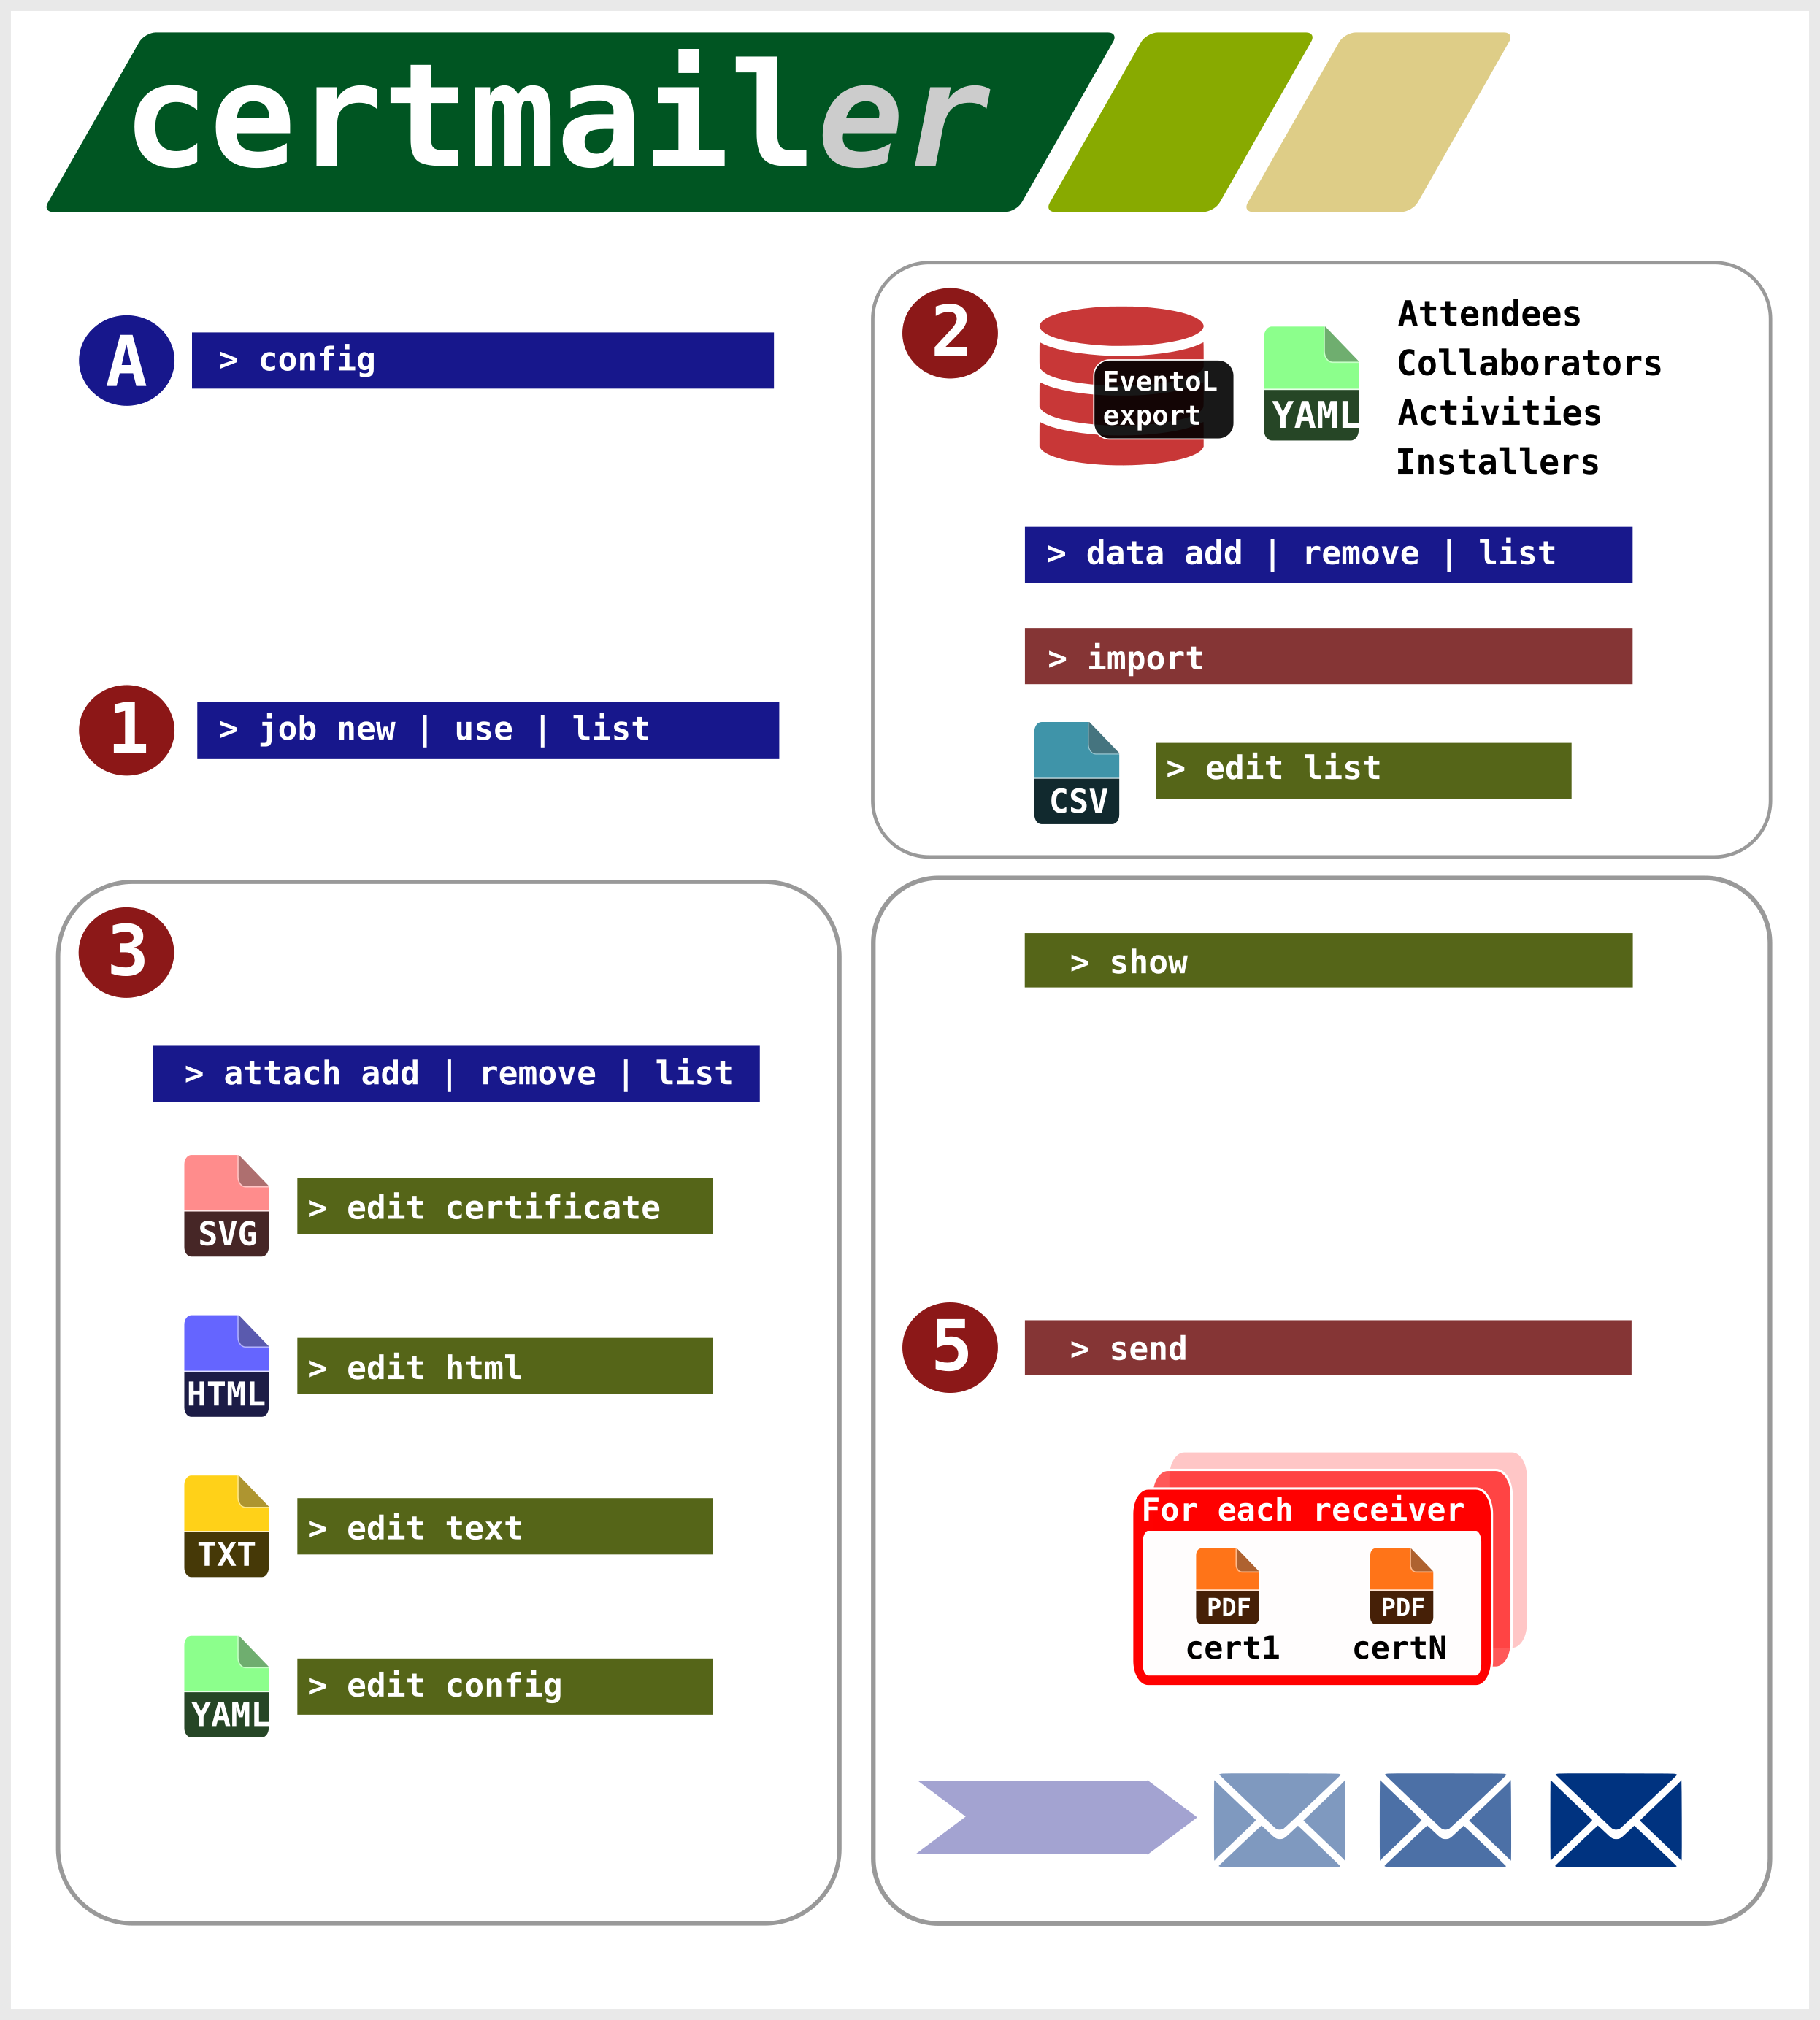 certmailer
A
> config
1
> job new | use | list
2
EventoL
export
YAML
Attendees
Collaborators
Activities
Installers
> data add | remove | list
> import
CSV
> edit list
3
> attach add | remove | list
SVG
> edit certificate
HTML
> edit html
TXT
> edit text
YAML
> edit config
> show
5
> send
For each receiver
PDF
PDF
cert1
certN